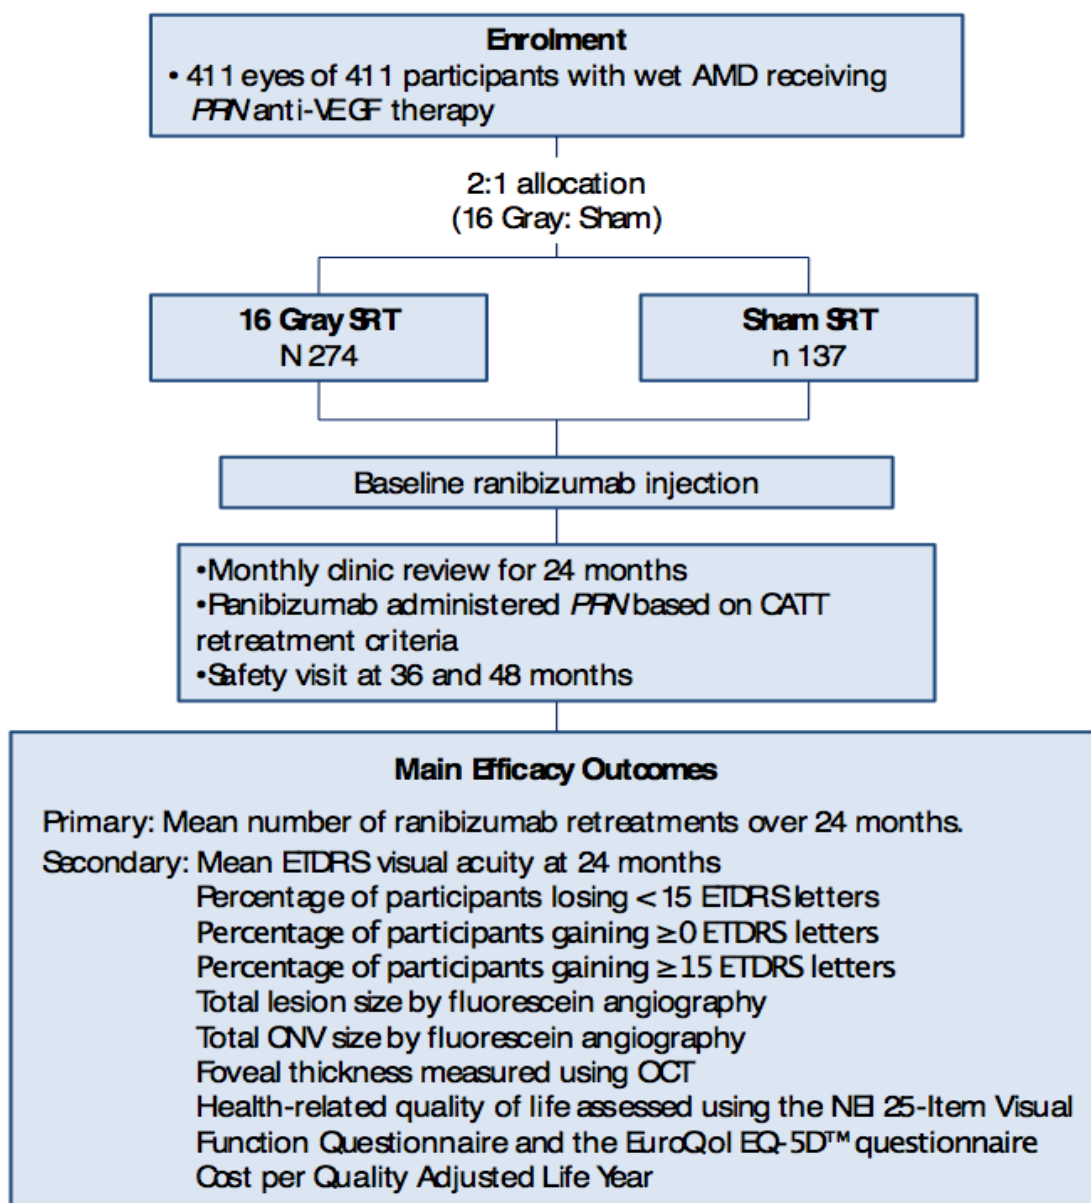 Enrolment
• 411 eyes of 411 participants with wet AMD receiving
PRN anti-VEGF therapy
2:1 allocation
(16 Gray: Sham)
16 Gray SRT
N 274
Sham SRT
n 137
Baseline ranibizumab injection
•Monthly clinic review for 24 months
•Ranibizumab administered PRN based on CATT
retreatment criteria
•Safety visit at 36 and 48 months
Main Efficacy Outcomes
Primary: Mean number of ranibizumab retreatments over 24 months.
Secondary: Mean ETDRS visual acuity at 24 months
Percentage of participants losing < 15 ETDRS letters
Percentage of participants gaining ≥0 ETDRS letters
Percentage of participants gaining ≥15 ETDRS letters
Total lesion size by fluorescein angiography
Total CNV size by fluorescein angiography
Foveal thickness measured using OCT
Health-related quality of life assessed using the NEI 25-Item Visual
Function Questionnaire and the EuroQol EQ-5D™ questionnaire
Cost per Quality Adjusted Life Year